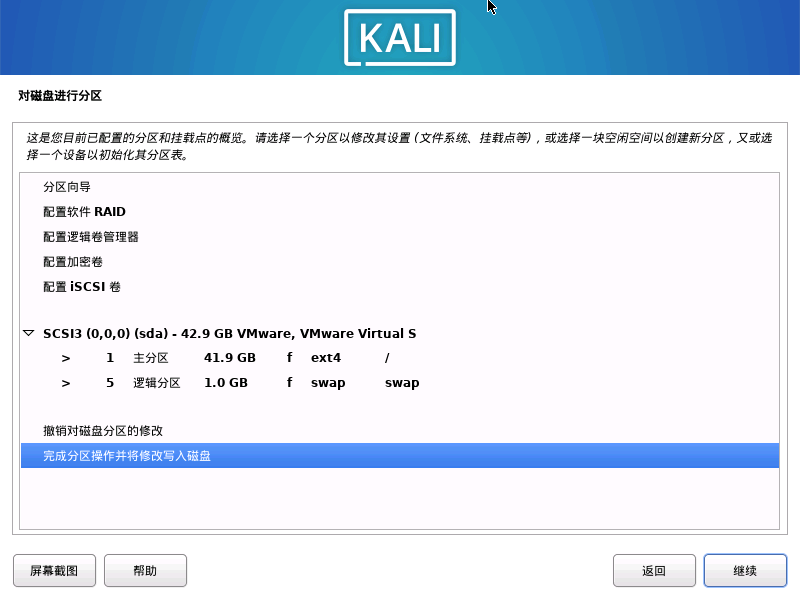 KALI
对磁盘进行分区
这是您目前已配置的分区和挂载点的概览。请选择一个分区以修改其设置 (文件系统、挂载点等)，或选择一块空闲空间以创建新分区，又或选
择一个设备以初始化其分区表。
分区向导
配置软件 RAID
配置逻辑卷管理器
配置加密卷
配置 iSCSI 卷
SCSI3 (0,0,0) (sda) - 42.9 GB VMware, VMware Virtual S
> 1 主分区 41.9 GB f ext4 /
> 5 逻辑分区 1.0 GB f swap swap
撤销对磁盘分区的修改
完成分区操作并将修改写入磁盘
屏幕截图 帮助 返回 继续